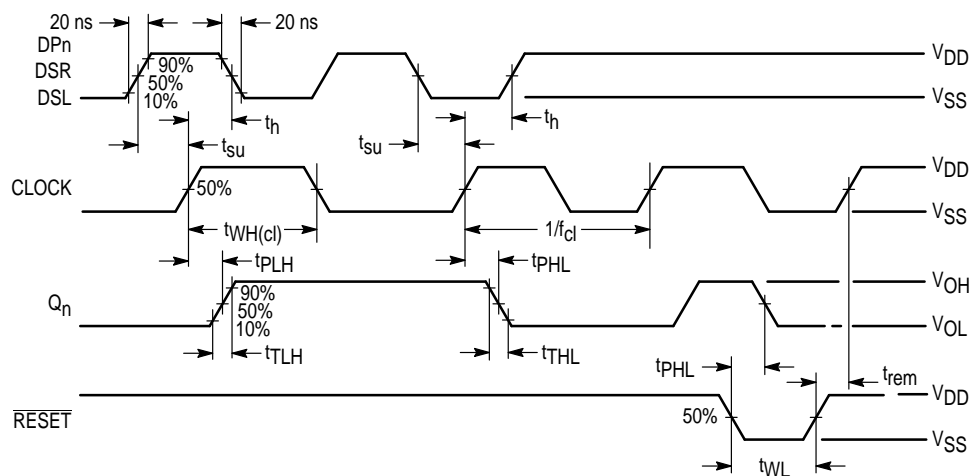 20 ns
20 ns
DPn
DSR
DSL
90%
50%
10%
VDD
VSS
th
th
tsu
tsu
CLOCK
50%
VDD
VSS
tWH(cl)
1/fcl
tPLH
tPHL
Qn
90%
50%
10%
VOH
VOL
tTLH
tTHL
tPHL
trem
RESET
50%
VDD
VSS
tWL